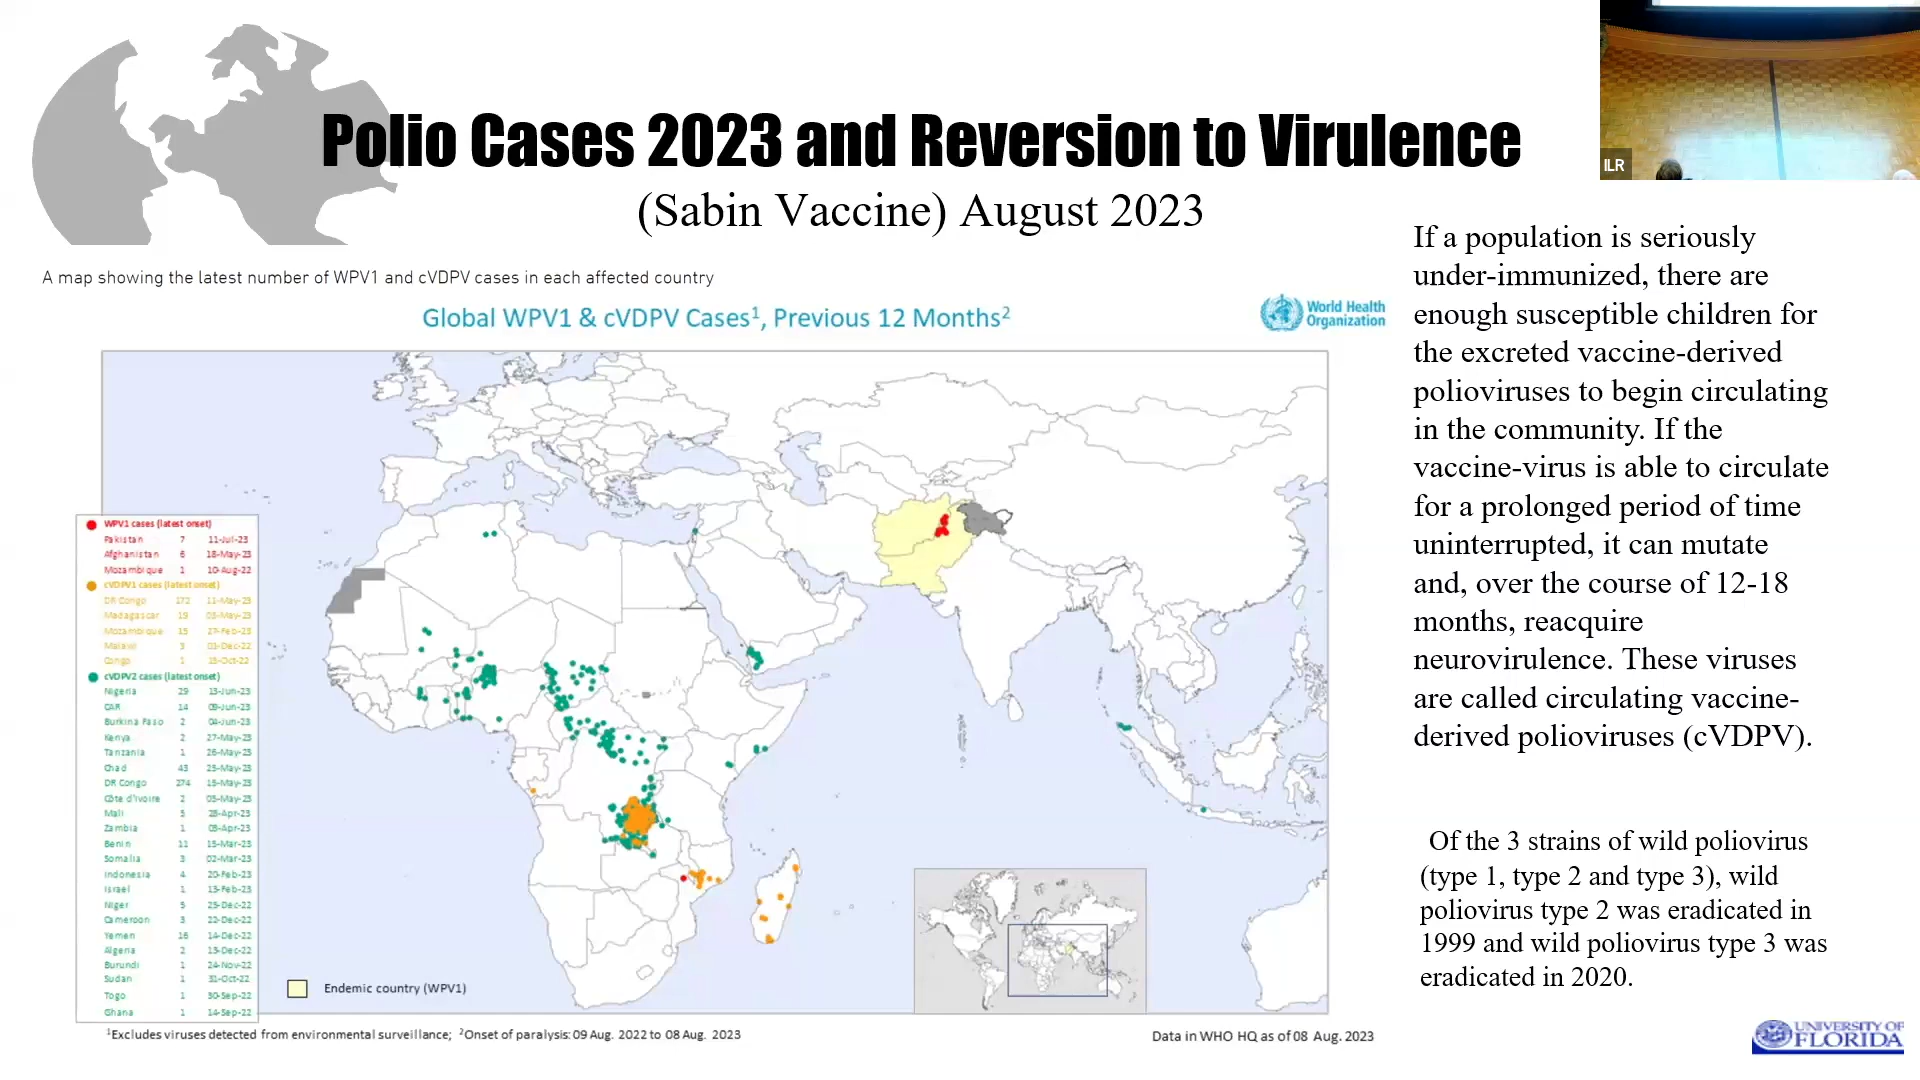 ILR
Polio Cases 2023 and Reversion to Virulence
(Sabin Vaccine) August 2023
A map showing the latest number of WPV1 and cVDPV cases in each affected country
Global WPV1 & cVDPV Cases¹, Previous 12 Months²
World Health
Organization
WPV1 cases (latest onset)
Pakistan 7 11-Jul-23
Afghanistan 6 18-May-23
Mozambique 1 10-Aug-22
cVDPV1 cases (latest onset)
DR Congo 11-May-23
Madagascar 19
Mozambique 15 27-Feb-23
Malawi 3
Congo 1
cVDPV2 cases (latest onset)
Nigeria 29 13-Jun-23
CAR 14 09-Jun-23
Burkina Faso 2 04-Jun-23
Kenya 2 27-May-23
Tanzania 1 26-May-23
Chad 43
DR Congo 274
Côte d'Ivoire 2
Mali 5 28-Apr-23
Zambia 1
Benin 11 15-Mar-23
Somalia 3 02-Mar-23
Indonesia 4 20-Feb-23
Israel 1 13-Feb-23
Niger 5
Cameroon 3 22-Dec-22
Yemen 16 14-Dec-22
Algeria 2
Burundi 1 24-Nov-22
Sudan 1 31-Oct-22
Togo 1 30-Sep-22
Ghana 1 14-Sep-22
Endemic country (WPV1)
¹Excludes viruses detected from environmental surveillance; ²Onset of paralysis: 09 Aug. 2022 to 08 Aug. 2023
Data in WHO HQ as of 08 Aug. 2023
If a population is seriously
under-immunized, there are
enough susceptible children for
the excreted vaccine-derived
polioviruses to begin circulating
in the community. If the
vaccine-virus is able to circulate
for a prolonged period of time
uninterrupted, it can mutate
and, over the course of 12-18
months, reacquire
neurovirulence. These viruses
are called circulating vaccine-
derived polioviruses (cVDPV).
Of the 3 strains of wild poliovirus
(type 1, type 2 and type 3), wild
poliovirus type 2 was eradicated in
1999 and wild poliovirus type 3 was
eradicated in 2020.
UNIVERSITY OF
FLORIDA